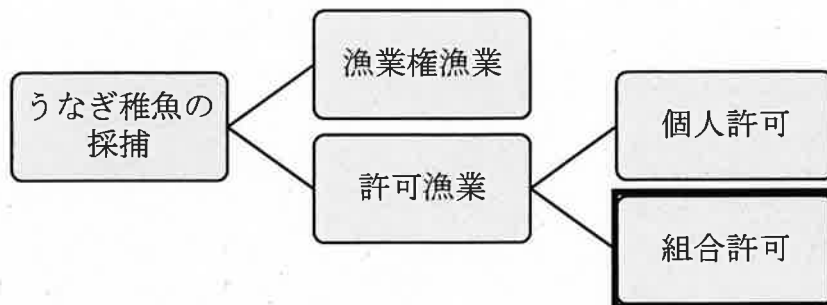 うなぎ稚魚の
採捕
漁業権漁業
許可漁業
個人許可
組合許可